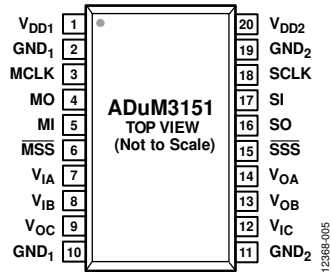 VDD1 1 20 VDD2
GND1 2 19 GND2
MCLK 3 18 SCLK
MO 4 ADuM3151 17 SI
MI 5 TOP VIEW 16 SO
MSS 6 (Not to Scale) 15 SSS
VIA 7 14 VOA
VIB 8 13 VOB
VOC 9 12 VIC
GND1 10 11 GND2
12368-005